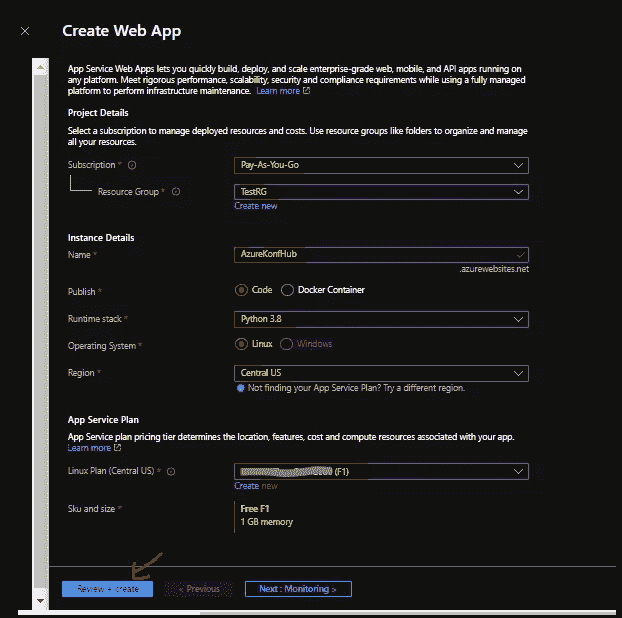 Create Web App
App Service Web Apps lets you quickly build, deploy, and scale enterprise-grade web, mobile, and API apps running on
any platform. Meet rigorous performance, scalability, security and compliance requirements while using a fully managed
platform to perform infrastructure maintenance. Learn more
Project Details
Select a subscription to manage deployed resources and costs. Use resource groups like folders to organize and manage
all your resources.
Subscription *
Pay-As-You-Go
Resource Group *
TestRG
Create new
Instance Details
Name *
AzureKonfHub
.azurewebsites.net
Publish *
Code Docker Container
Runtime stack *
Python 3.8
Operating System *
Linux Windows
Region *
Central US
Not finding your App Service Plan? Try a different region.
App Service Plan
App Service plan pricing tier determines the location, features, cost and compute resources associated with your app.
Learn more
Linux Plan (Central US) *
(F1)
Create new
Sku and size *
Free F1
1 GB memory
Review + create
< Previous
Next : Monitoring >